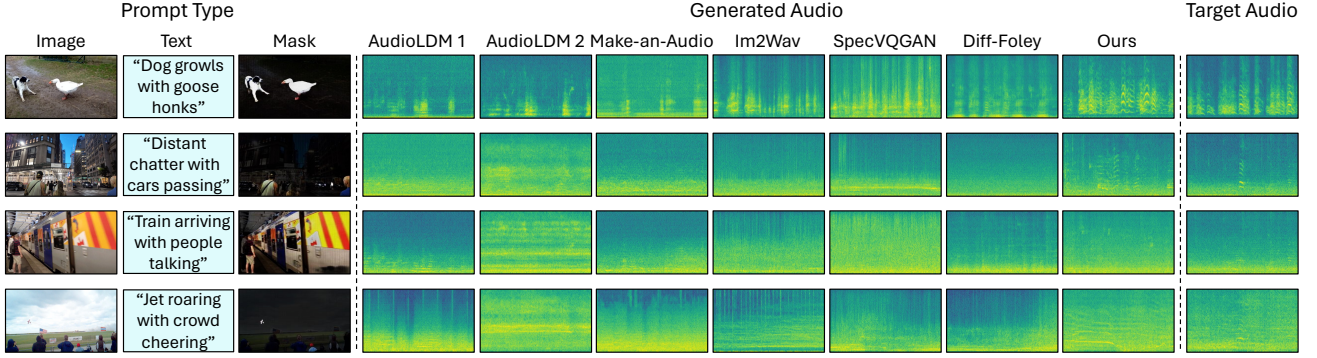 Prompt Type Generated Audio Target Audio
Image Text Mask AudioLDM 1 AudioLDM 2 Make-an-Audio Im2Wav SpecVQGAN Diff-Foley Ours
“Dog growls
with goose
honks”
“Distant
chatter with
cars passing”
“Train arriving
with people
talking”
“Jet roaring
with crowd
cheering”